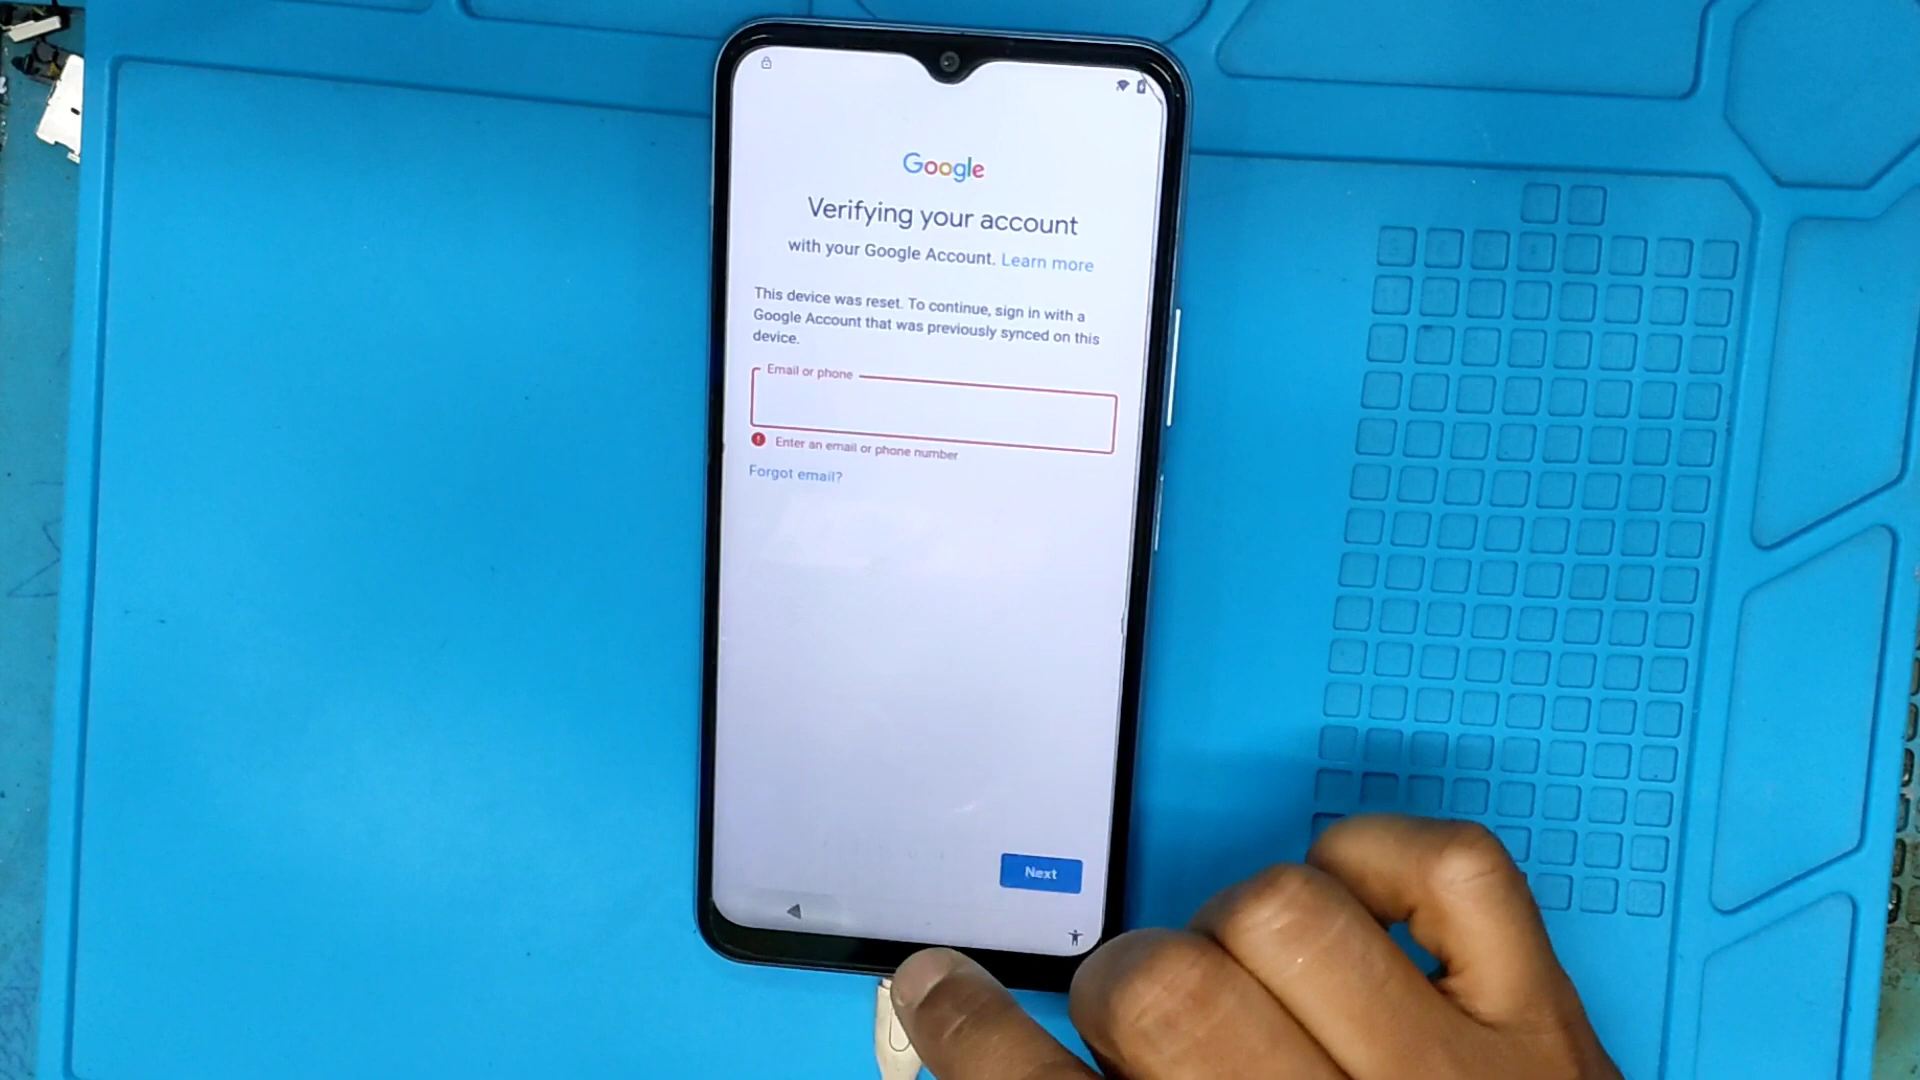 Google
Verifying your account
with your Google Account. Learn more
This device was reset. To continue, sign in with a
Google Account that was previously synced on this
device.
Email or phone
Enter an email or phone number
Forgot email?
Next